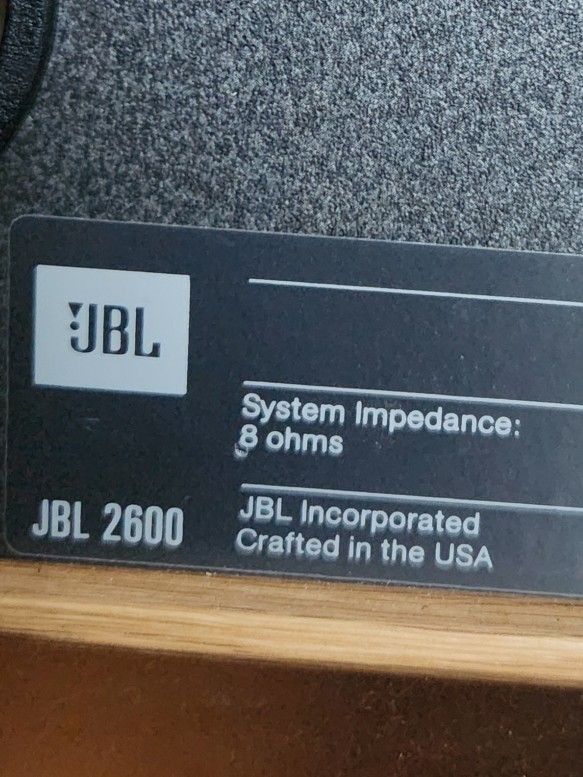 JBL
System Impedance:
8 ohms
JBL 2600
JBL Incorporated
Crafted in the USA